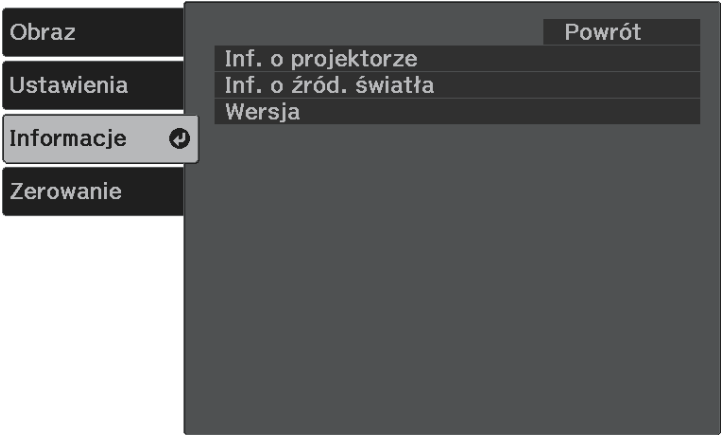 Obraz
Ustawienia
Informacje
Zerowanie
Powrót
Inf. o projektorze
Inf. o źród. światła
Wersja